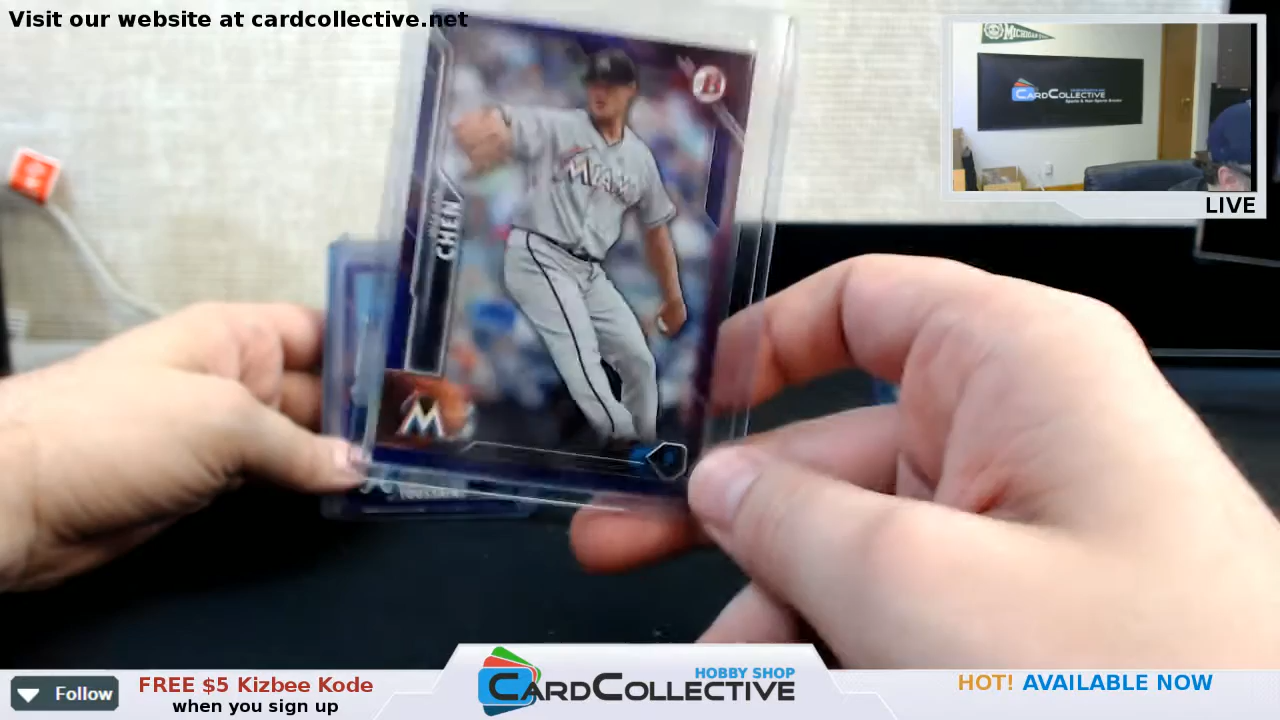 Visit our website at cardcollective.net
MICHIGAN
CARDCOLLECTIVE
LIVE
MIAMI
CHEN
M
HOBBY SHOP
CARDCOLLECTIVE
Follow
FREE $5 Kizbee Kode
when you sign up
HOT! AVAILABLE NOW